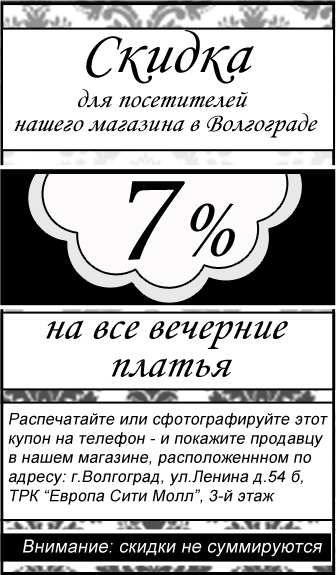 Скидка
для посетителей
нашего магазина в Волгограде
7 %
на все вечерние
платья
Распечатайте или сфотографируйте этот
купон на телефон - и покажите продавцу
в нашем магазине, расположеннном по
адресу: г.Волгоград, ул.Ленина д.54 б,
ТРК “Европа Сити Молл”, 3-й этаж
Внимание: скидки не суммируются